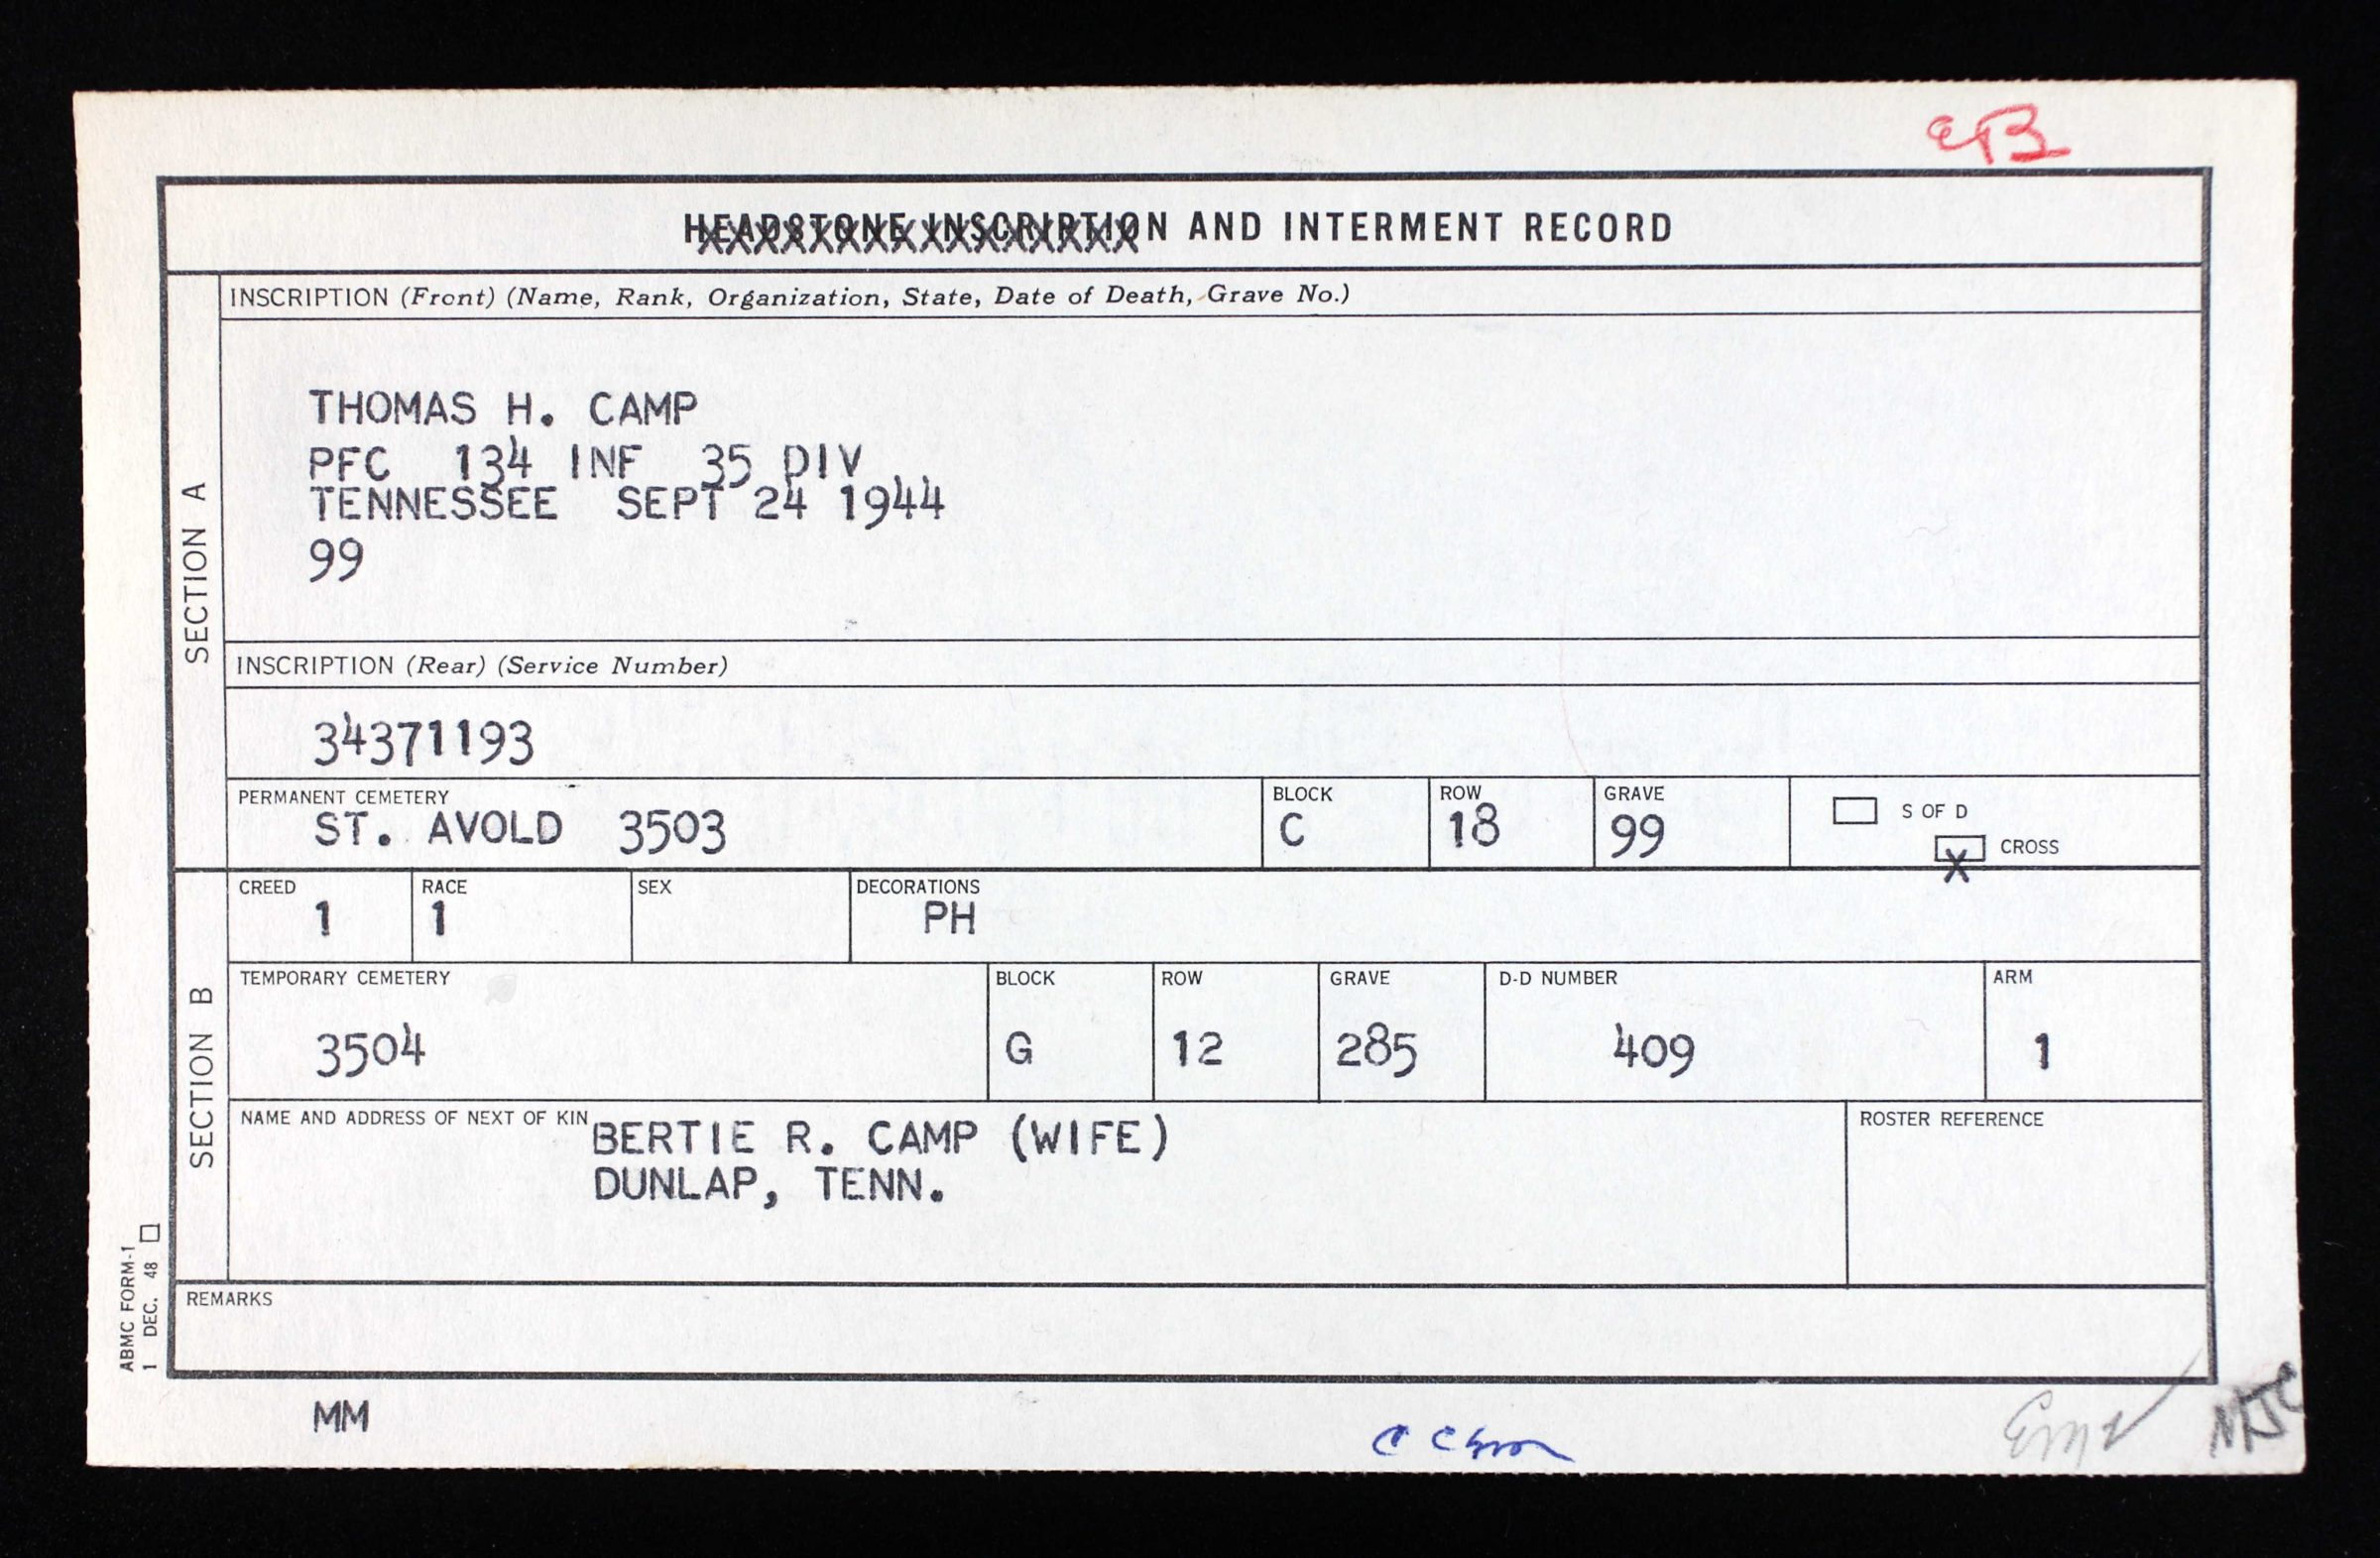 HEADSTONE INSCRIPTION AND INTERMENT RECORD
SECTION A
INSCRIPTION (Front) (Name, Rank, Organization, State, Date of Death, Grave No.)
THOMAS H. CAMP
PFC 134 INF 35 DIV
TENNESSEE SEPT 24 1944
99
INSCRIPTION (Rear) (Service Number)
34371193
PERMANENT CEMETERY BLOCK ROW GRAVE S OF D
ST. AVOLD 3503 C 18 99 X CROSS
SECTION B
CREED RACE SEX DECORATIONS
1 1 PH
TEMPORARY CEMETERY BLOCK ROW GRAVE D-D NUMBER ARM
3504 G 12 285 409 1
NAME AND ADDRESS OF NEXT OF KIN BERTIE R. CAMP (WIFE) ROSTER REFERENCE
DUNLAP, TENN.
REMARKS
ABMC FORM-1
1 DEC. 48
MM